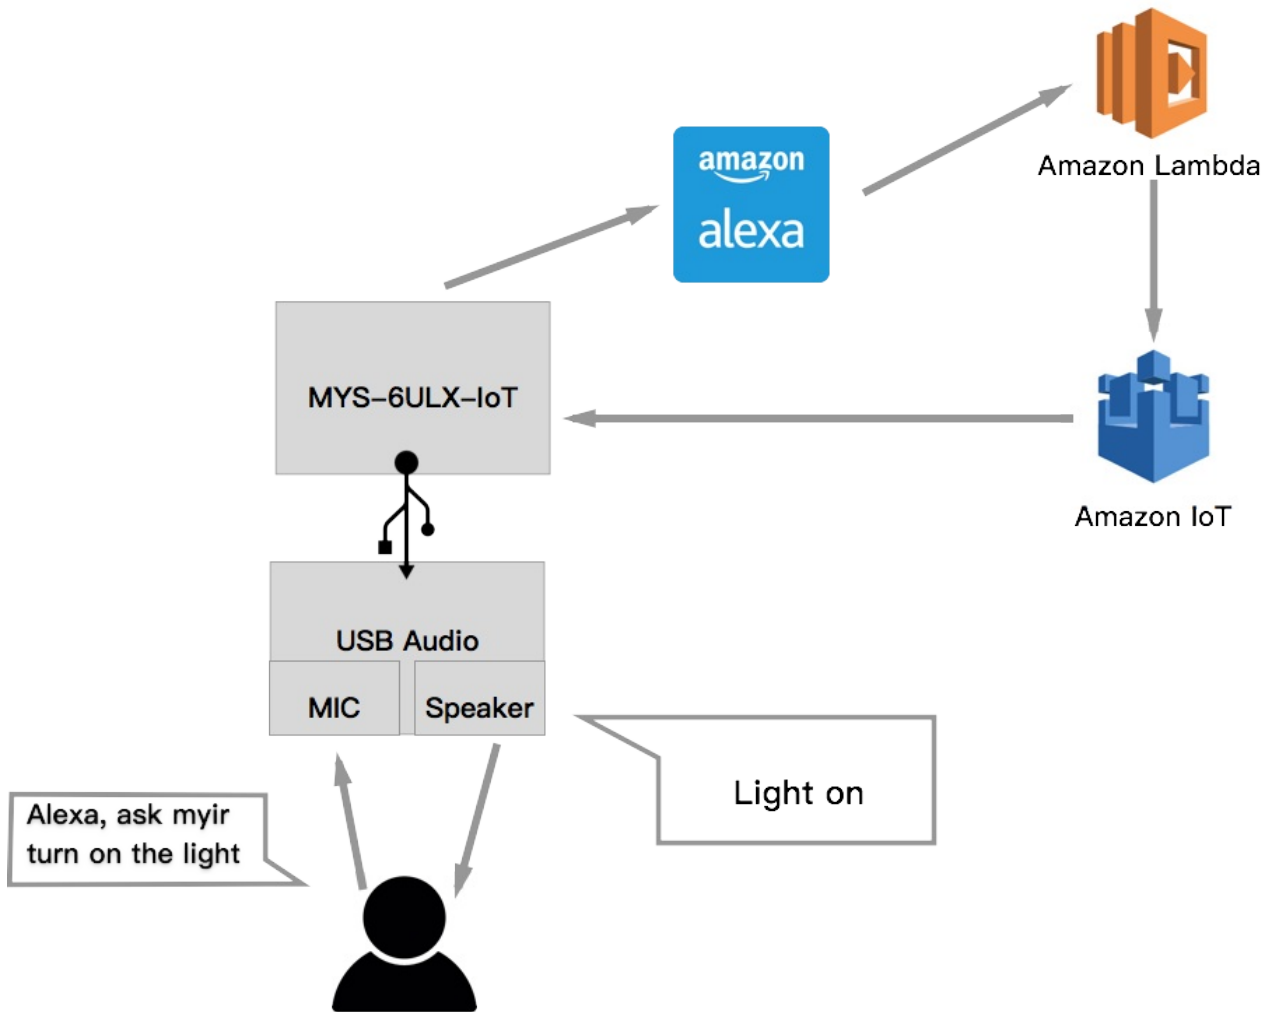 amazon
alexa
Amazon Lambda
MYS–6ULX–IoT
Amazon IoT
USB Audio
MIC
Speaker
Light on
Alexa, ask myir
turn on the light